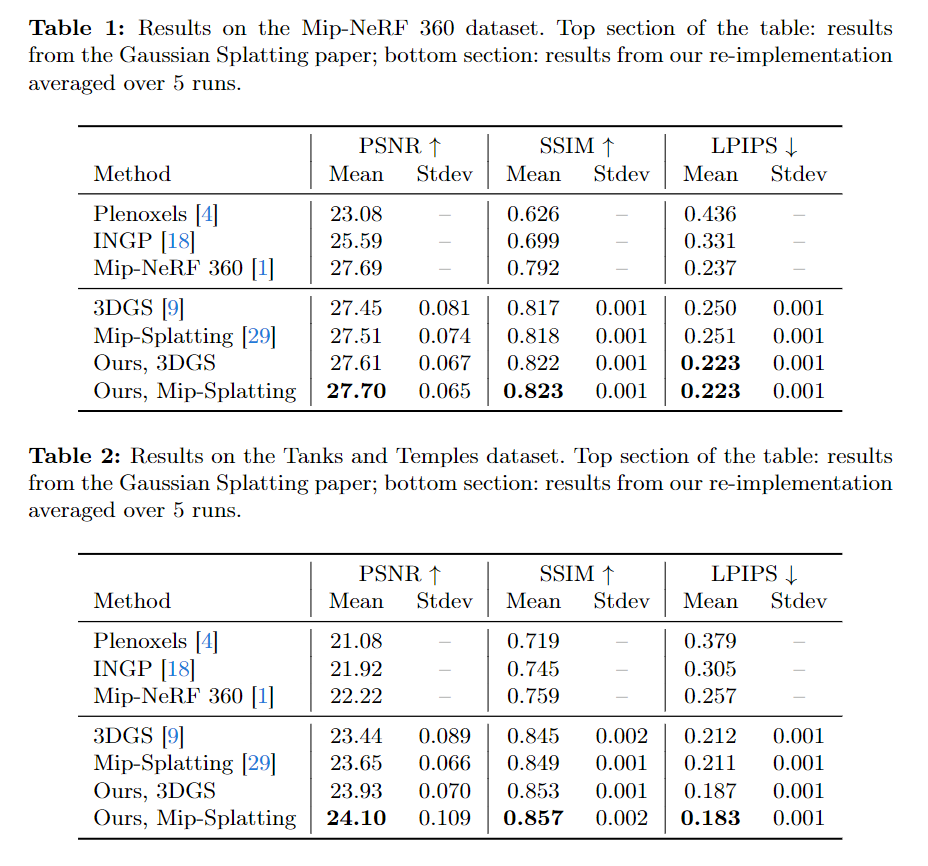 Table 1: Results on the Mip-NeRF 360 dataset. Top section of the table: results
from the Gaussian Splatting paper; bottom section: results from our re-implementation
averaged over 5 runs.
PSNR ↑ SSIM ↑ LPIPS ↓
Method Mean Stdev Mean Stdev Mean Stdev
Plenoxels [4] 23.08 – 0.626 – 0.436 –
INGP [18] 25.59 – 0.699 – 0.331 –
Mip-NeRF 360 [1] 27.69 – 0.792 – 0.237 –
3DGS [9] 27.45 0.081 0.817 0.001 0.250 0.001
Mip-Splatting [29] 27.51 0.074 0.818 0.001 0.251 0.001
Ours, 3DGS 27.61 0.067 0.822 0.001 0.223 0.001
Ours, Mip-Splatting 27.70 0.065 0.823 0.001 0.223 0.001
Table 2: Results on the Tanks and Temples dataset. Top section of the table: results
from the Gaussian Splatting paper; bottom section: results from our re-implementation
averaged over 5 runs.
PSNR ↑ SSIM ↑ LPIPS ↓
Method Mean Stdev Mean Stdev Mean Stdev
Plenoxels [4] 21.08 – 0.719 – 0.379 –
INGP [18] 21.92 – 0.745 – 0.305 –
Mip-NeRF 360 [1] 22.22 – 0.759 – 0.257 –
3DGS [9] 23.44 0.089 0.845 0.002 0.212 0.001
Mip-Splatting [29] 23.65 0.066 0.849 0.001 0.211 0.001
Ours, 3DGS 23.93 0.070 0.853 0.001 0.187 0.001
Ours, Mip-Splatting 24.10 0.109 0.857 0.002 0.183 0.001